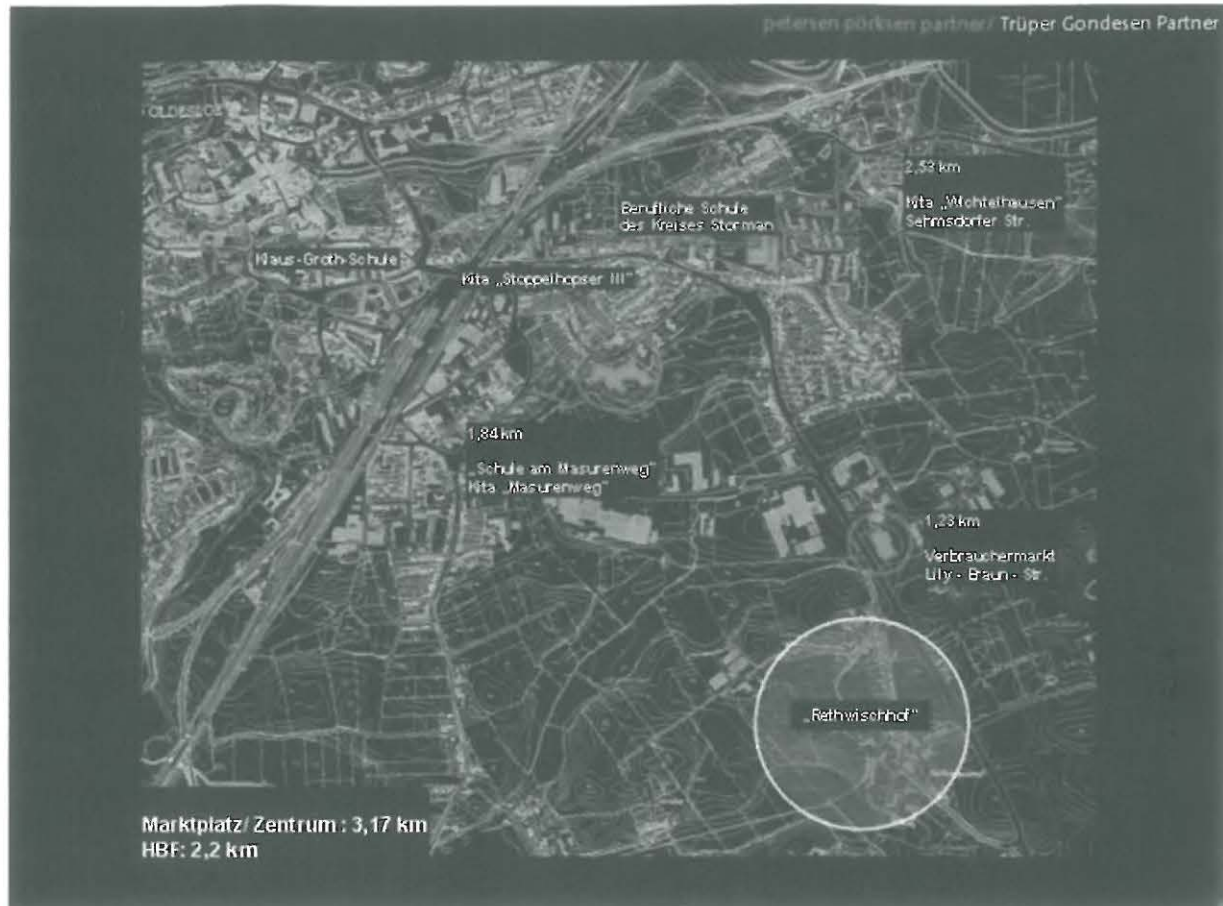 petersen pörksen partner/ Trüper Gondesen Partner
OLDESLOE
2,53 km
Kita „Wichtelhausen"
Sehmsdorfer Str.
Berufliche Schule
des Kreises Storman
Klaus-Groth-Schule
Kita „Stoppelhopser III"
1,84 km
„Schule am Masurenweg"
Kita „Masurenweg"
1,23 km
Verbrauchermarkt
Lily - Braun - Str.
„Rethwischhof"
Marktplatz/ Zentrum : 3,17 km
HBF: 2,2 km